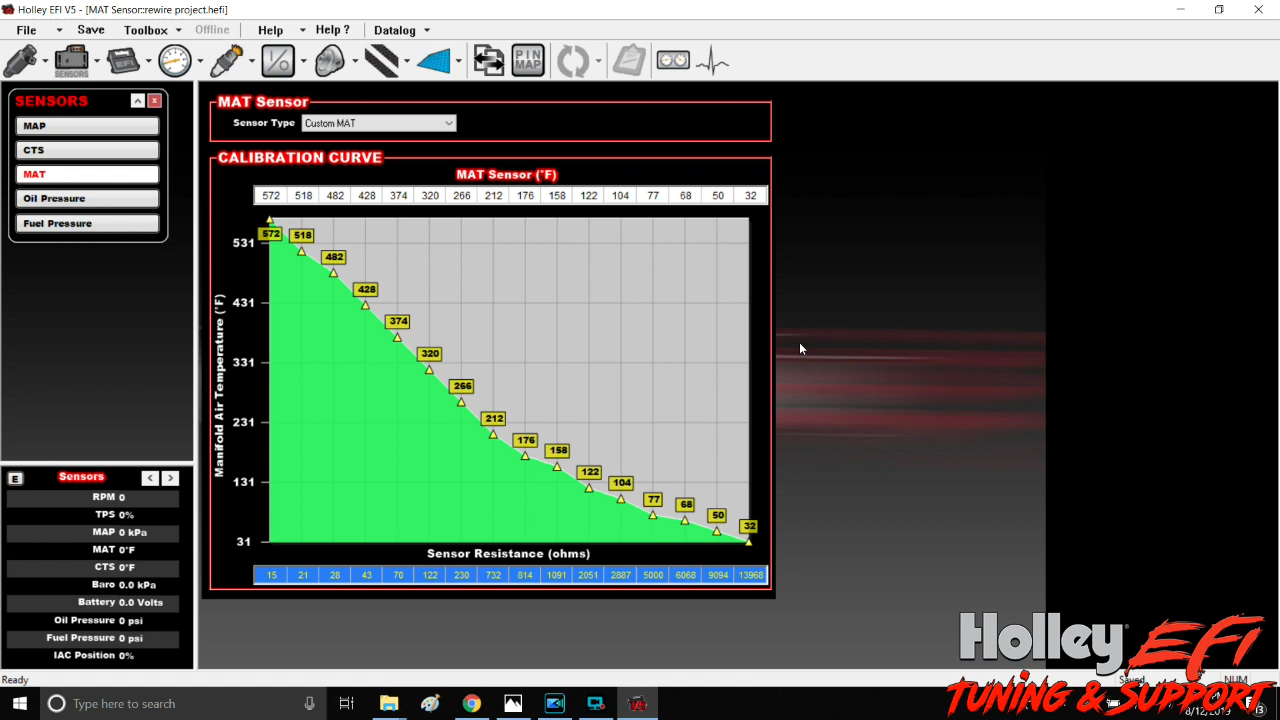 Holley EFI V5 - [MAT Sensor::rewire project.hefi]
File Save Toolbox Offline Help Help ? Datalog
SENSORS
PIN MAP
SENSORS
MAP
CTS
MAT
Oil Pressure
Fuel Pressure
MAT Sensor
Sensor Type Custom MAT
CALIBRATION CURVE
MAT Sensor (°F)
572 518 482 428 374 320 266 212 176 158 122 104 77 68 50 32
Manifold Air Temperature (°F)
531
431
331
231
131
31
572
518
482
428
374
320
266
212
176
158
122
104
77
68
50
32
Sensor Resistance (ohms)
15 21 28 43 70 122 230 732 814 1091 2051 2887 5000 6068 9094 13968
E Sensors < >
RPM 0
TPS 0%
MAP 0 kPa
MAT 0°F
CTS 0°F
Baro 0.0 kPa
Battery 0.0 Volts
Oil Pressure 0 psi
Fuel Pressure 0 psi
IAC Position 0%
Holley EFI
TUNING & SUPPORT
Ready
Saved NUM
Type here to search
8/12/2019
13